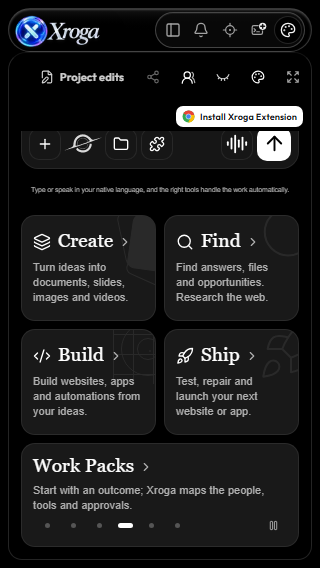 Xroga
Project edits
Install Xroga Extension
Type or speak in your native language, and the right tools handle the work automatically.
Create
Turn ideas into
documents, slides,
images and videos.
Find
Find answers, files
and opportunities.
Research the web.
Build
Build websites, apps
and automations from
your ideas.
Ship
Test, repair and
launch your next
website or app.
Work Packs
Start with an outcome; Xroga maps the people,
tools and approvals.